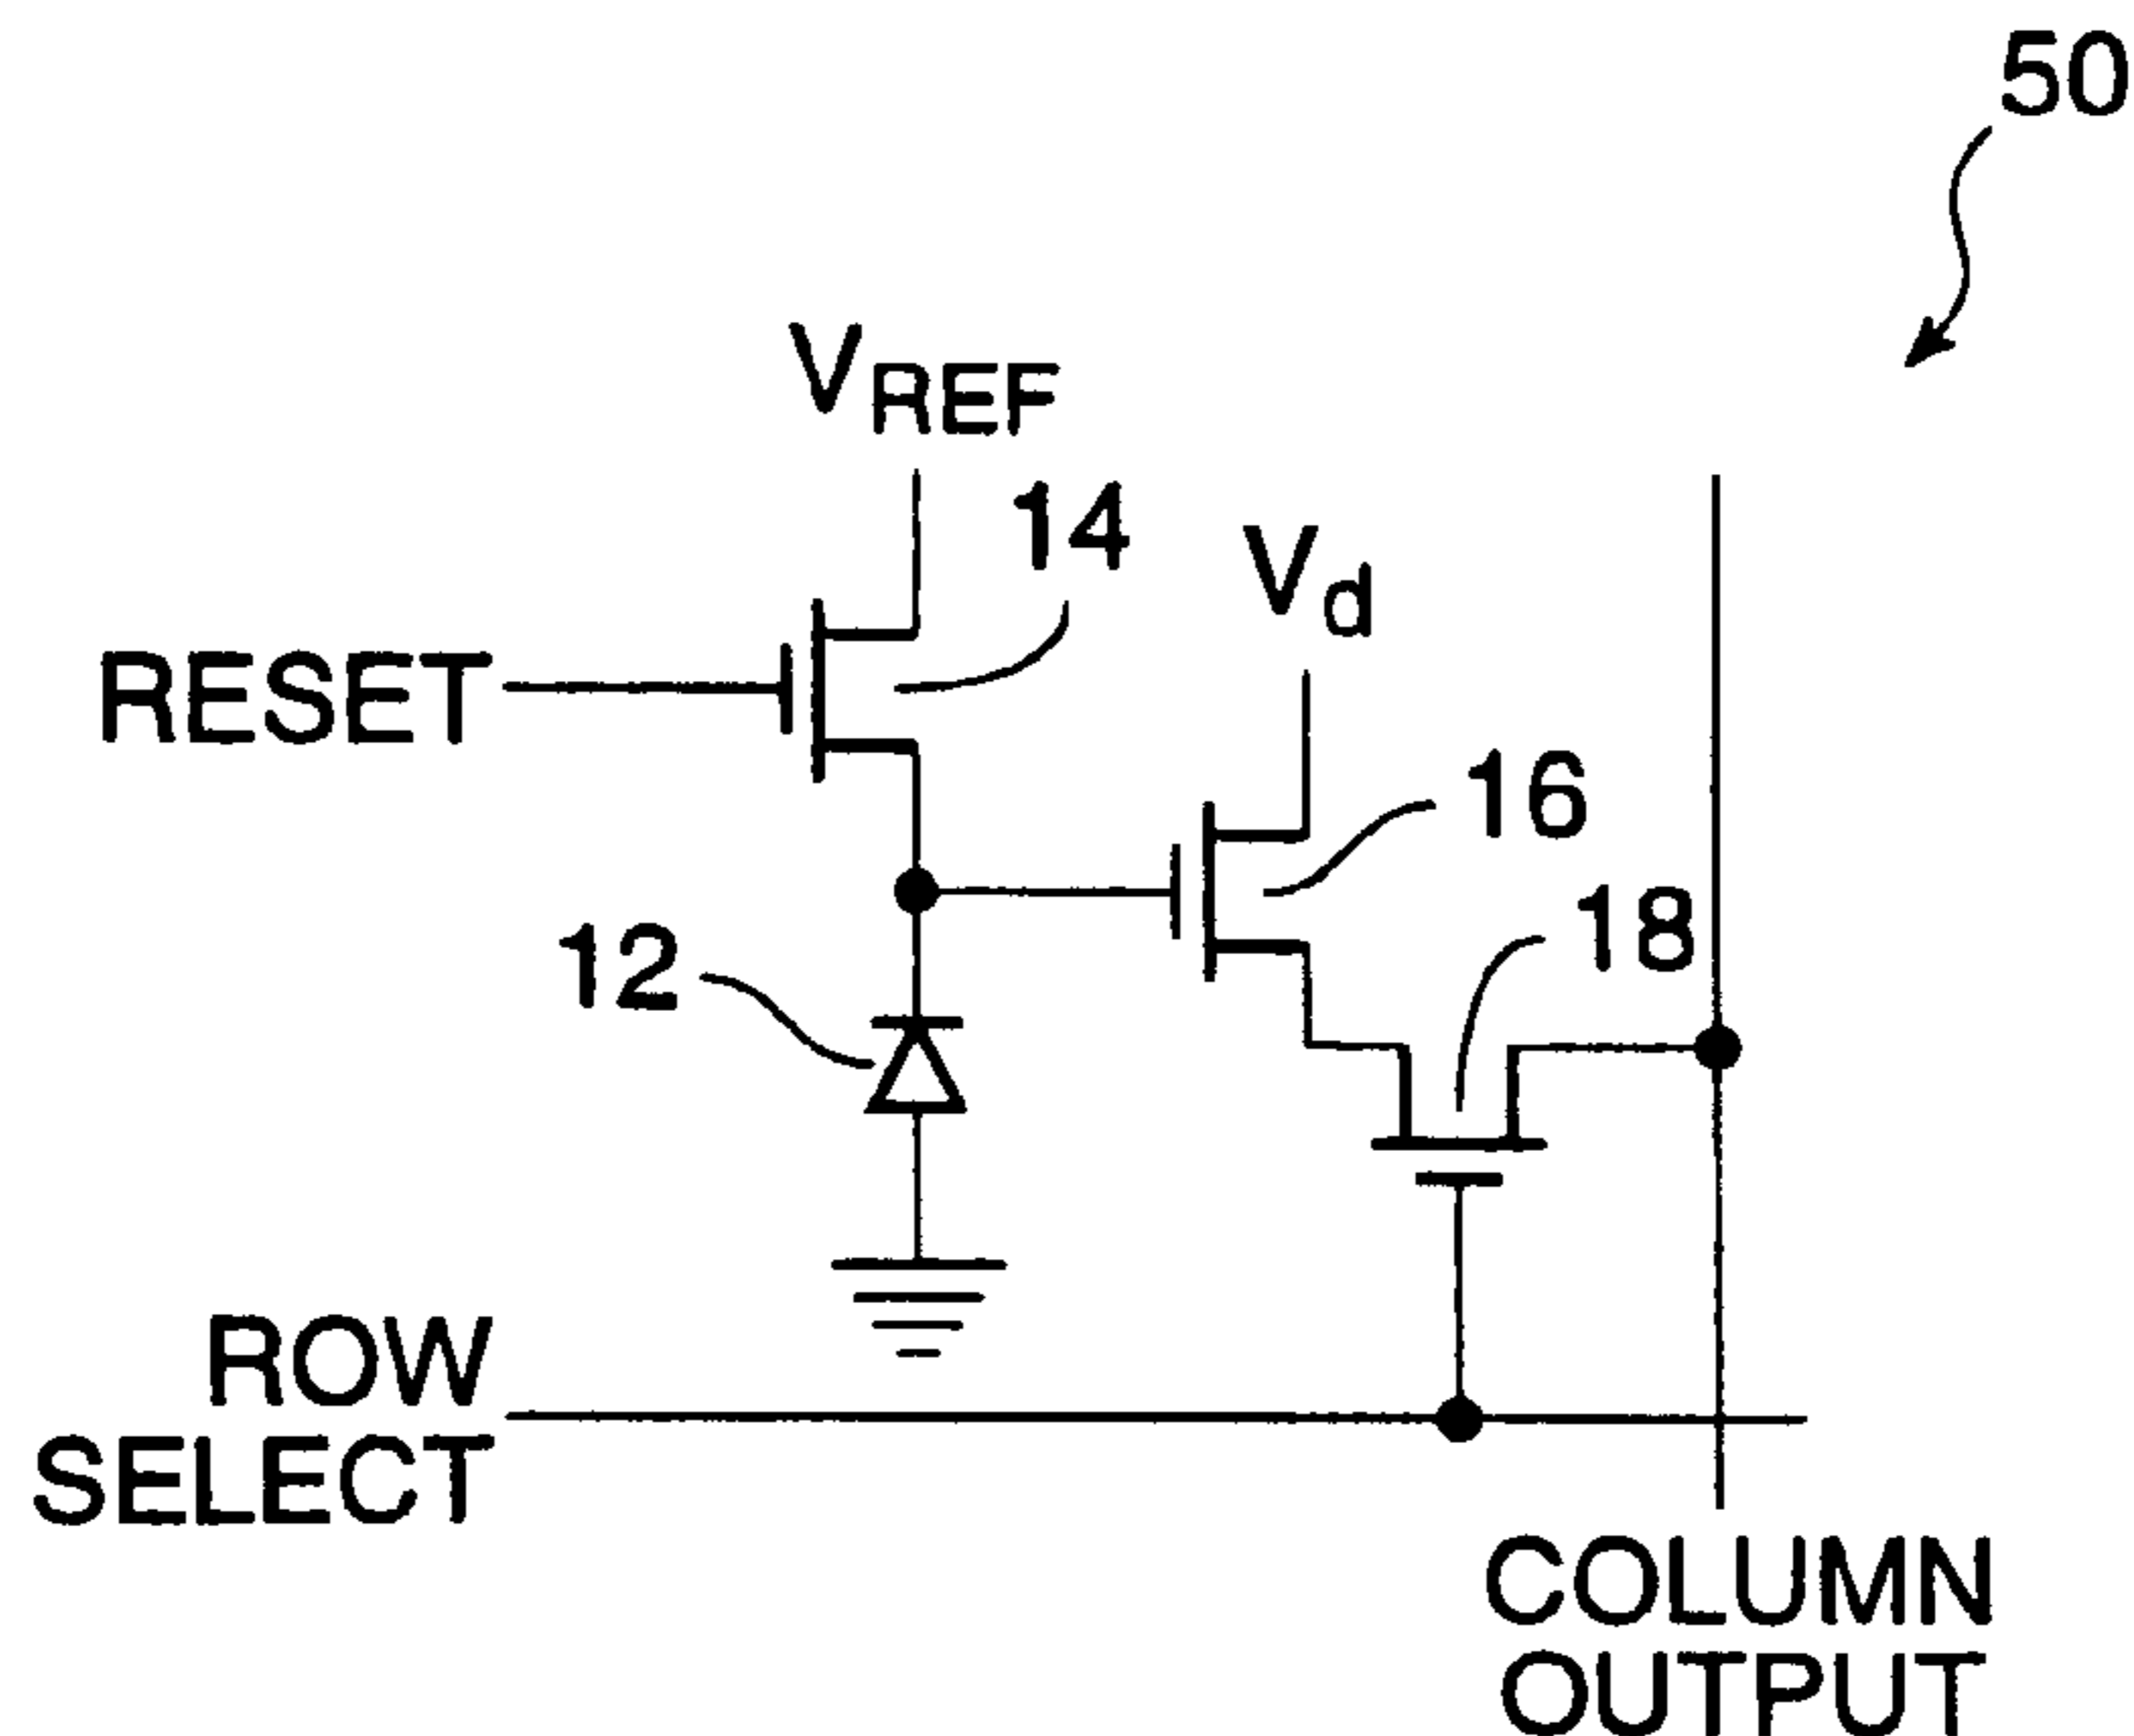 50
VREF
14
Vd
RESET
16
18
12
ROW
SELECT
COLUMN
OUTPUT